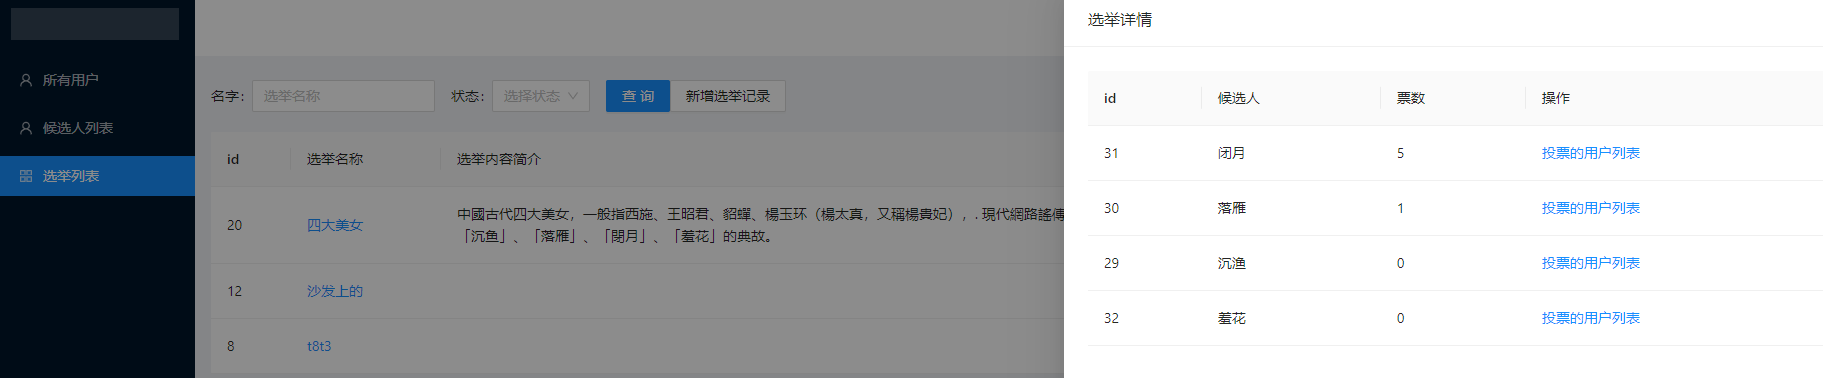 所有用户
候选人列表
选举列表
名字: 选举名称 状态: 选择状态 查 询 新增选举记录
id 选举名称 选举内容简介
20 四大美女 中國古代四大美女，一般指西施、王昭君、貂蟬、楊玉环（楊太真，又稱楊貴妃），. 現代網路謠傳
「沉鱼」、「落雁」、「閉月」、「羞花」的典故。
12 沙发上的
8 t8t3
选举详情
id 候选人 票数 操作
31 闭月 5 投票的用户列表
30 落雁 1 投票的用户列表
29 沉渔 0 投票的用户列表
32 羞花 0 投票的用户列表